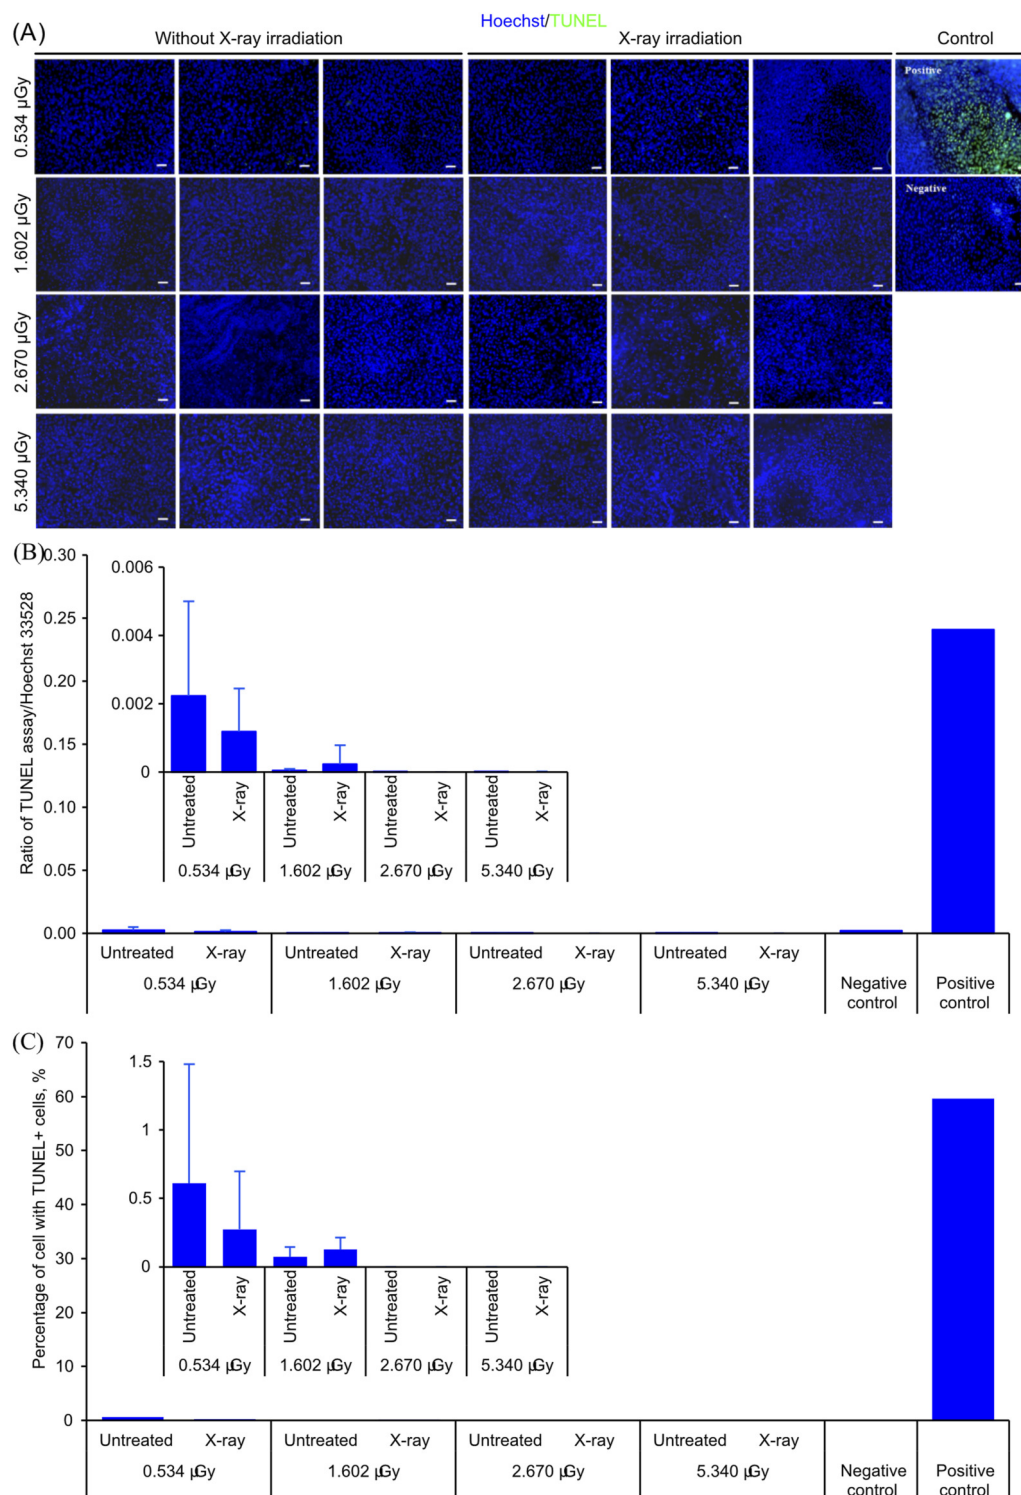 Hoechst/TUNEL
(A)
Without X-ray irradiation
X-ray irradiation
Control
0.534 µGy
Positive
1.602 µGy
Negative
2.670 µGy
5.340 µGy
(B)
Ratio of TUNEL assay/Hoechst 33528
0.30
0.25
0.20
0.15
0.10
0.05
0.00
0.006
0.004
0.002
0
Untreated X-ray Untreated X-ray Untreated X-ray Untreated X-ray
0.534 µGy 1.602 µGy 2.670 µGy 5.340 µGy
Untreated X-ray Untreated X-ray Untreated X-ray Untreated X-ray
0.534 µGy 1.602 µGy 2.670 µGy 5.340 µGy Negative Positive
control control
(C)
Percentage of cell with TUNEL+ cells, %
70
60
50
40
30
20
10
0
1.5
1
0.5
0
Untreated X-ray Untreated X-ray Untreated X-ray Untreated X-ray
0.534 µGy 1.602 µGy 2.670 µGy 5.340 µGy
Untreated X-ray Untreated X-ray Untreated X-ray Untreated X-ray
0.534 µGy 1.602 µGy 2.670 µGy 5.340 µGy Negative Positive
control control